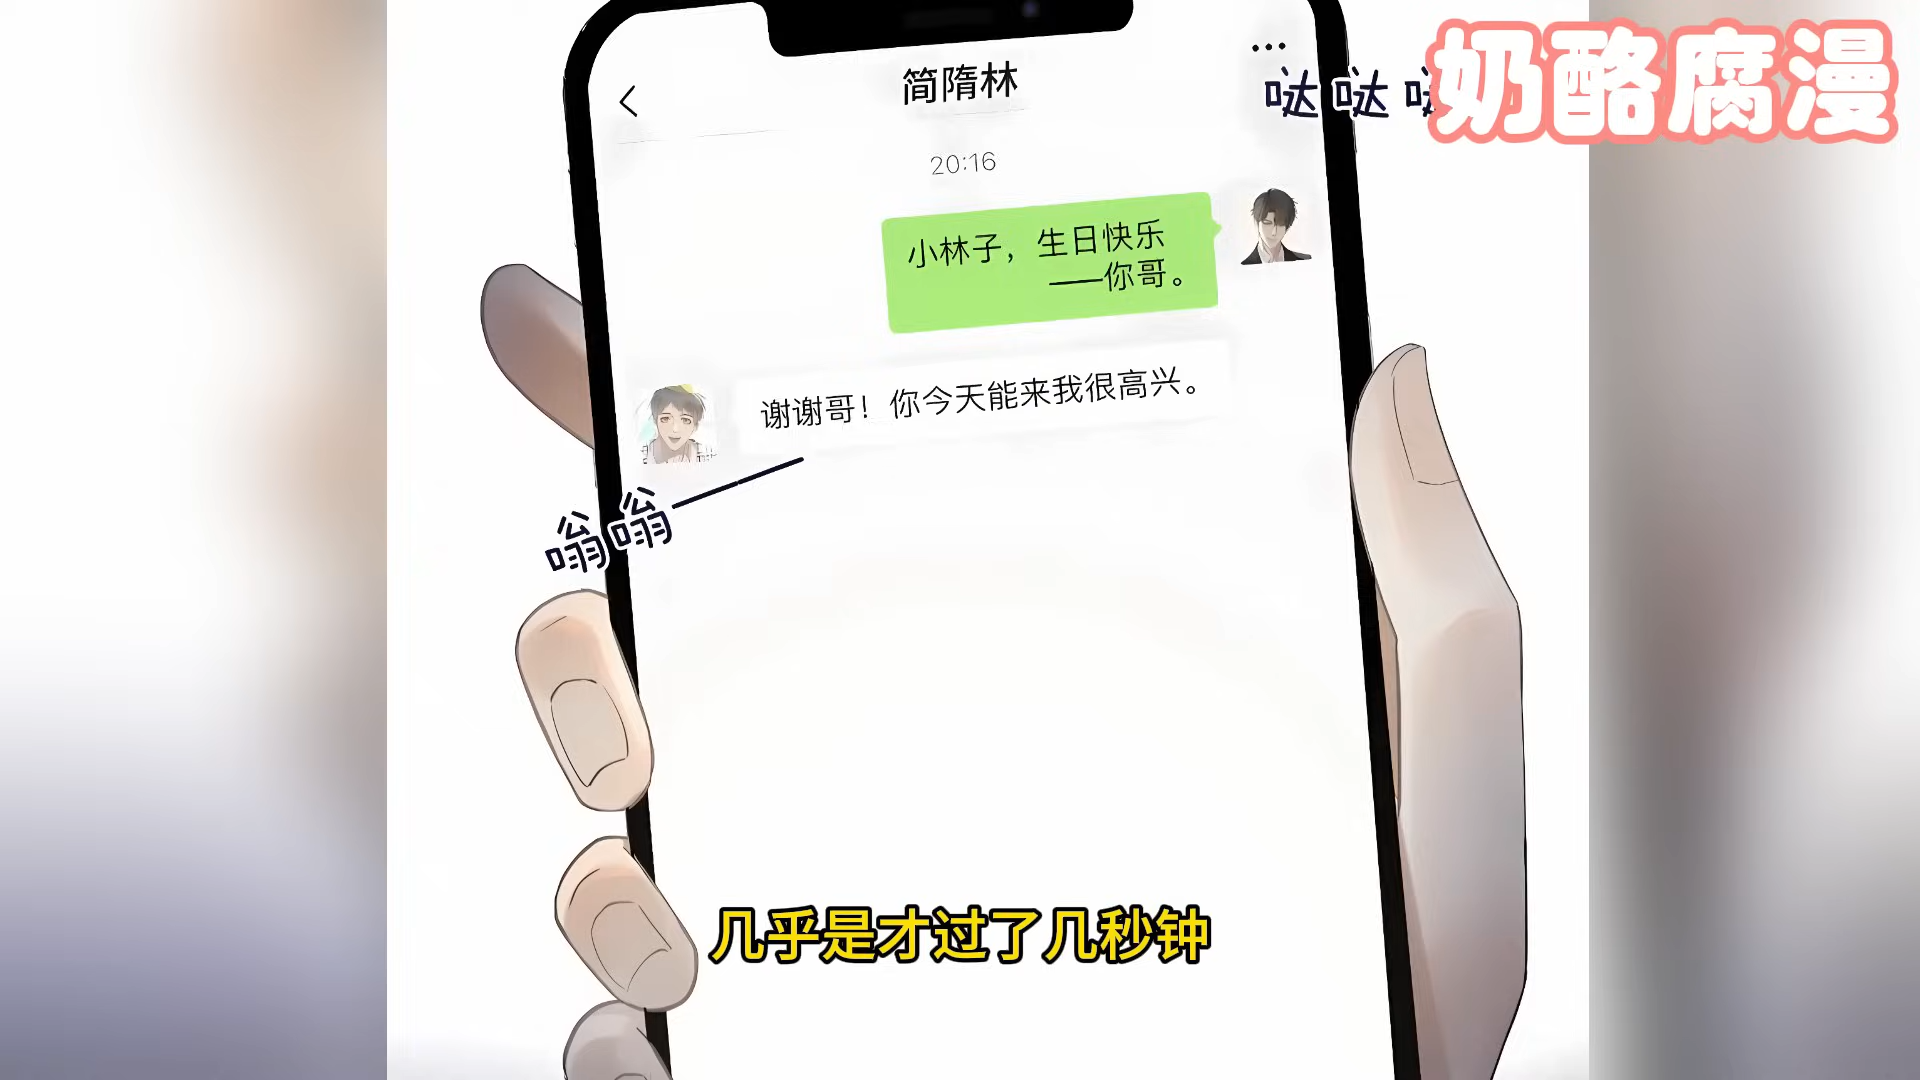 奶酪腐漫
简隋林
哒哒哒
20:16
小林子，生日快乐
——你哥。
谢谢哥！你今天能来我很高兴。
嗡嗡——
几乎是才过了几秒钟